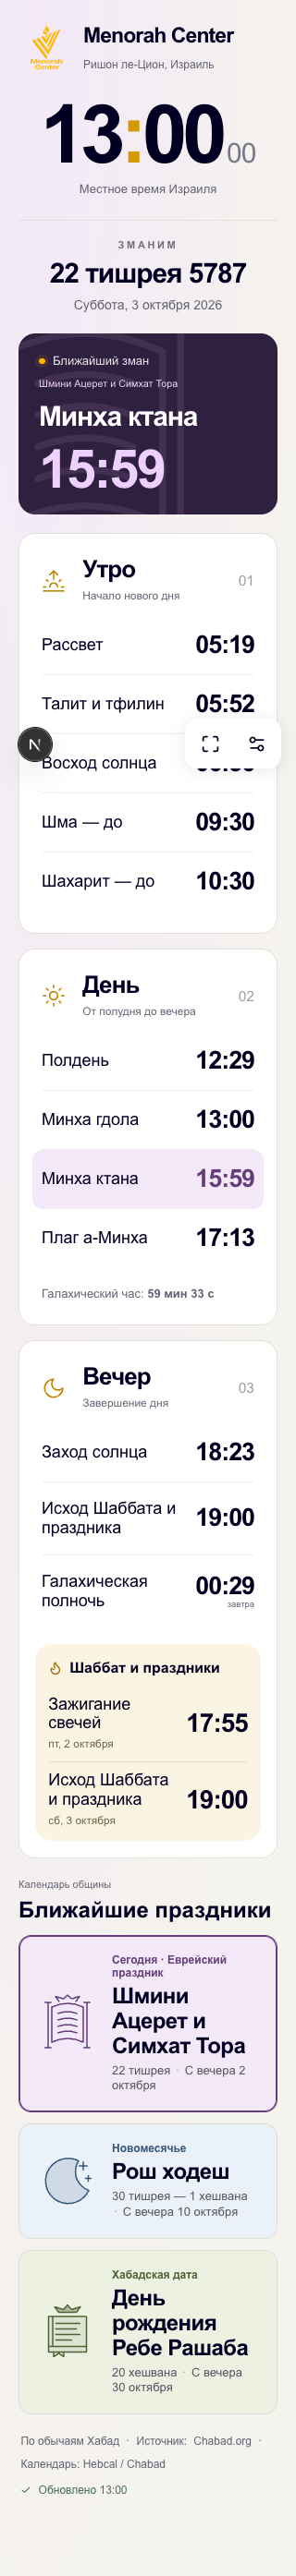 Menorah Center
Menorah
Center
Ришон ле-Цион, Израиль
13:00 00
Местное время Израиля
ЗМАНИМ
22 тишрея 5787
Суббота, 3 октября 2026
Ближайший зман
Шмини Ацерет и Симхат Тора
Минха ктана
15:59
Утро 01
Начало нового дня
Рассвет 05:19
Талит и тфилин 05:52
N
Восход солнца
Шма — до 09:30
Шахарит — до 10:30
День 02
От полудня до вечера
Полдень 12:29
Минха гдола 13:00
Минха ктана 15:59
Плаг а-Минха 17:13
Галахический час: 59 мин 33 с
Вечер 03
Завершение дня
Заход солнца 18:23
Исход Шаббата и
праздника 19:00
Галахическая
полночь 00:29
завтра
Шаббат и праздники
Зажигание
свечей 17:55
пт, 2 октября
Исход Шаббата
и праздника 19:00
сб, 3 октября
Календарь общины
Ближайшие праздники
Сегодня · Еврейский
праздник
Шмини
Ацерет и
Симхат Тора
22 тишрея · С вечера 2
октября
Новомесячье
Рош ходеш
30 тишрея — 1 хешвана
· С вечера 10 октября
Хабадская дата
День
рождения
Ребе Рашаба
20 хешвана · С вечера
30 октября
По обычаям Хабад · Источник: Chabad.org ·
Календарь: Hebcal / Chabad
Обновлено 13:00